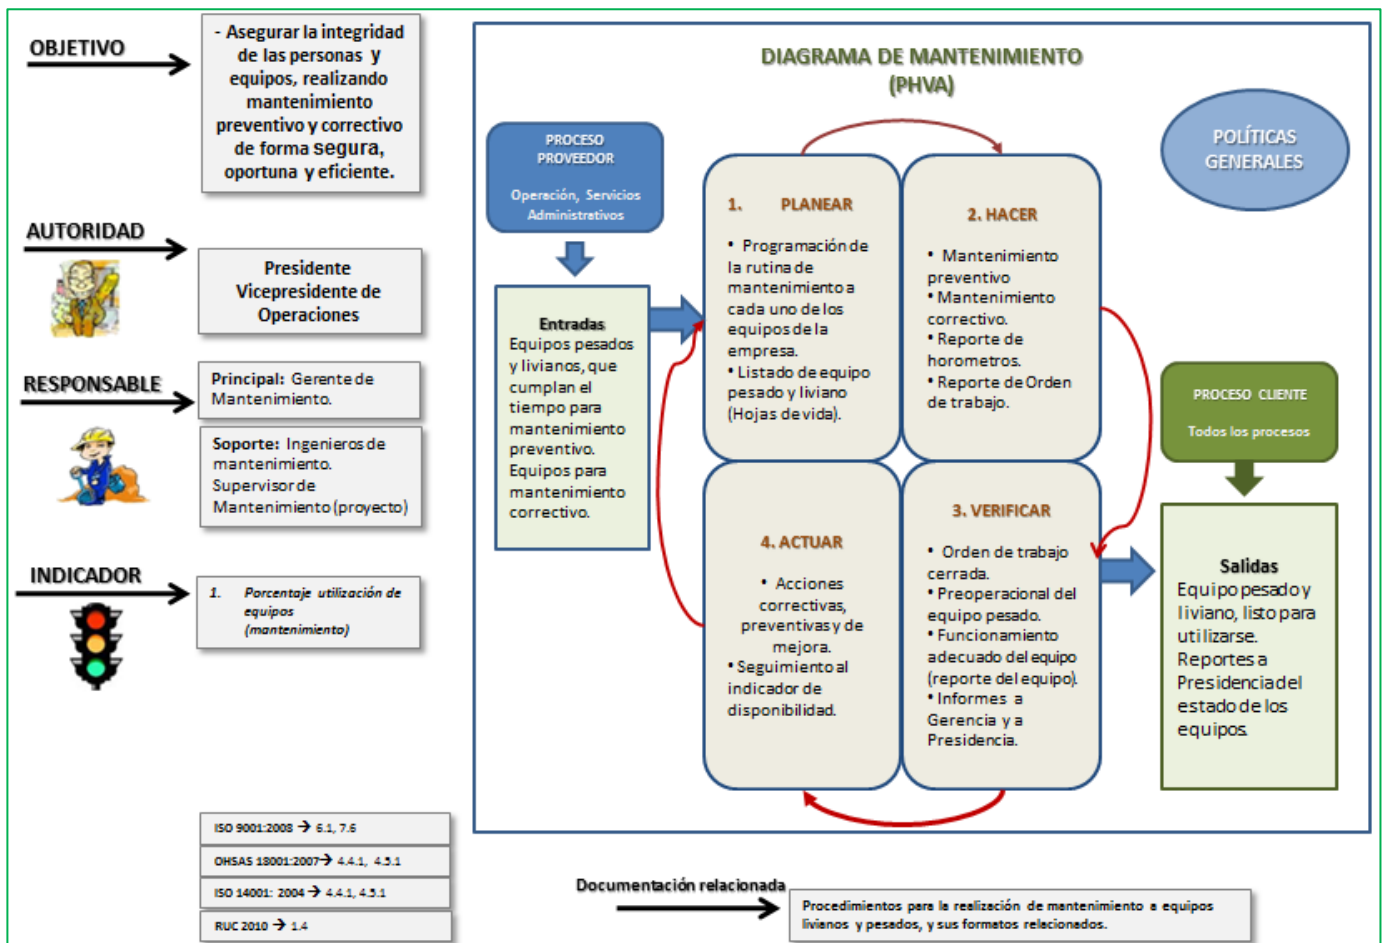 OBJETIVO
- Asegurar la integridad
de las personas y
equipos, realizando
mantenimiento
preventivo y correctivo
de forma segura,
oportuna y eficiente.
AUTORIDAD
Presidente
Vicepresidente de
Operaciones
RESPONSABLE
Principal: Gerente de
Mantenimiento.
Soporte: Ingenieros de
mantenimiento.
Supervisor de
Mantenimiento (proyecto)
INDICADOR
1. Porcentaje utilización de
equipos
(mantenimiento)
ISO 9001:2008 → 6.1, 7.6
OHSAS 18001:2007→ 4.4.1, 4.5.1
ISO 14001: 2004 → 4.4.1, 4.5.1
RUC 2010 → 1.4
DIAGRAMA DE MANTENIMIENTO
(PHVA)
PROCESO
PROVEEDOR
Operación, Servicios
Administrativos
Entradas
Equipos pesados
y livianos, que
cumplan el
tiempo para
mantenimiento
preventivo.
Equipos para
mantenimiento
correctivo.
1. PLANEAR
• Programación de
la rutina de
mantenimiento a
cada uno de los
equipos de la
empresa.
• Listado de equipo
pesado y liviano
(Hojas de vida).
2. HACER
• Mantenimiento
preventivo
• Mantenimiento
correctivo.
• Reporte de
horometros.
• Reporte de Orden
de trabajo.
3. VERIFICAR
• Orden de trabajo
cerrada.
• Preoperacional del
equipo pesado.
• Funcionamiento
adecuado del equipo
(reporte del equipo).
• Informes a
Gerencia y a
Presidencia.
4. ACTUAR
• Acciones
correctivas,
preventivas y de
mejora.
• Seguimiento al
indicador de
disponibilidad.
POLÍTICAS
GENERALES
PROCESO CLIENTE
Todos los procesos
Salidas
Equipo pesado y
liviano, listo para
utilizarse.
Reportes a
Presidencia del
estado de los
equipos.
Documentación relacionada
Procedimientos para la realización de mantenimiento a equipos
livianos y pesados, y sus formatos relacionados.